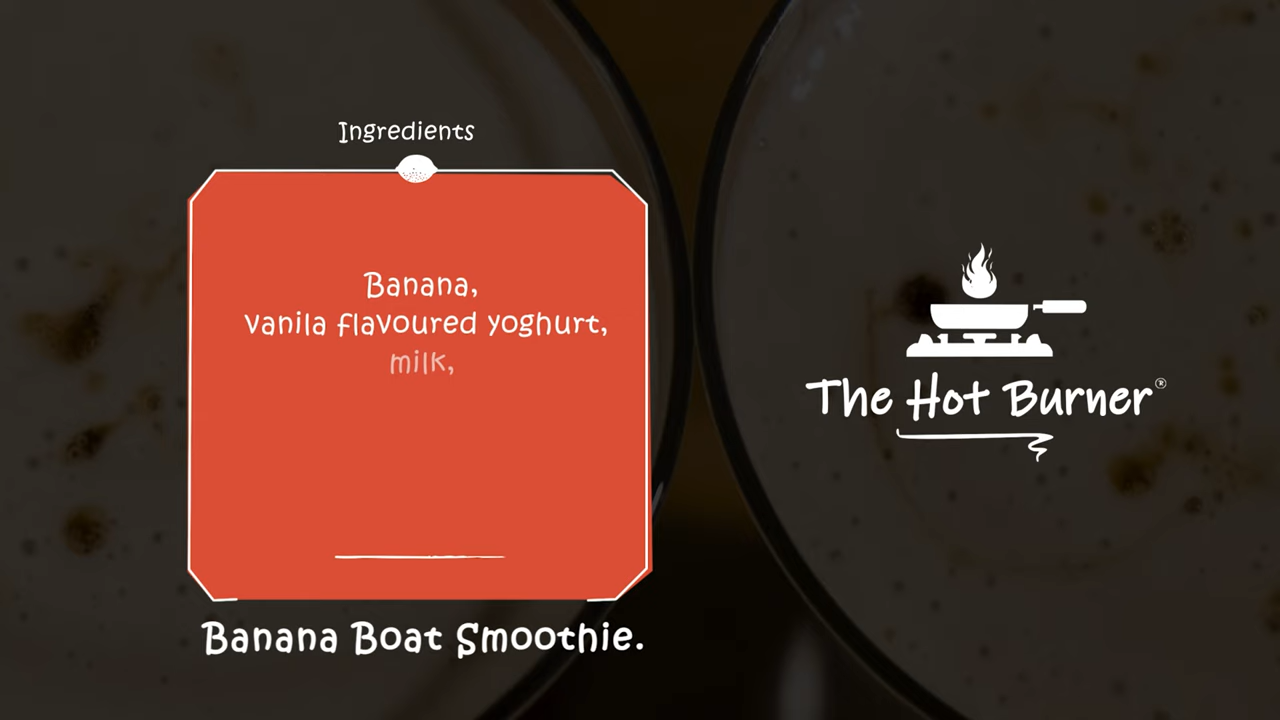 Ingredients
Banana,
vanila flavoured yoghurt,
milk,
Banana Boat Smoothie.
The Hot Burner®